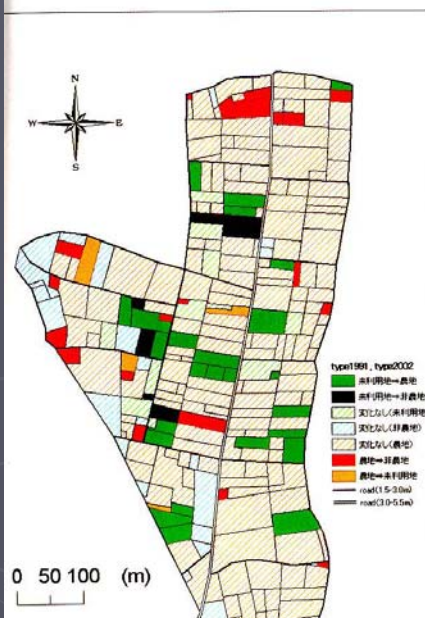 N
W E
S
type1991, type2002
未利用地⇒農地
未利用地⇒非農地
変化なし(未利用地)
変化なし(非農地)
変化なし(農地)
農地⇒非農地
農地⇒未利用地
road(1.5-3.0m)
road(3.0-5.5m)
0 50 100 (m)